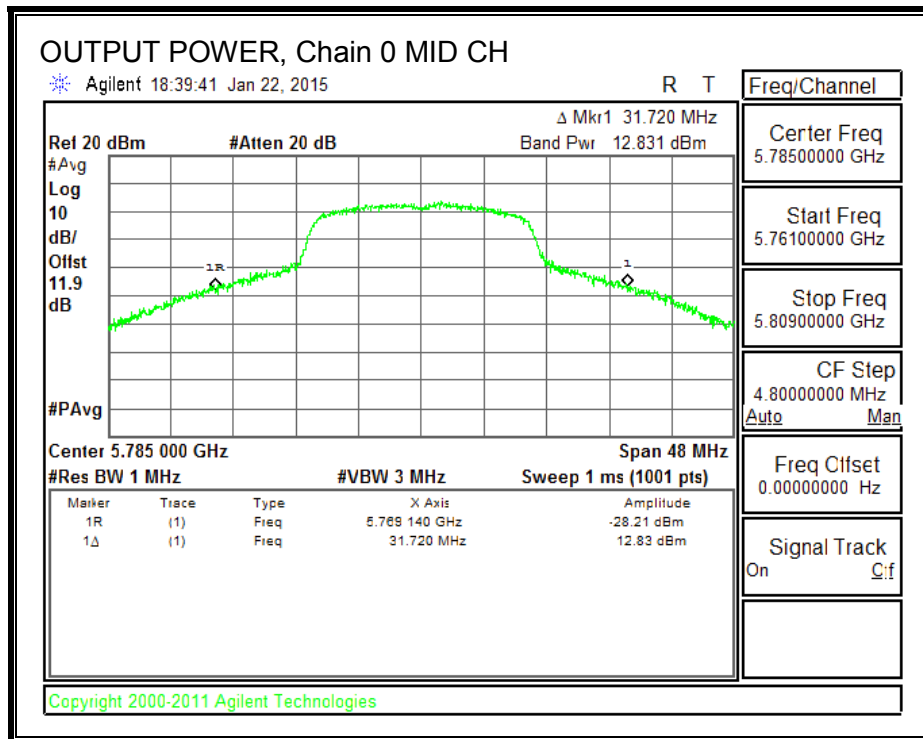 OUTPUT POWER, Chain 0 MID CH
Agilent 18:39:41 Jan 22, 2015 R T
Freq/Channel
Δ Mkr1 31.720 MHz
Ref 20 dBm #Atten 20 dB Band Pwr 12.831 dBm
#Avg
Log
10
dB/
Offst
11.9
dB
1R
1
#PAvg
Center 5.785 000 GHz Span 48 MHz
#Res BW 1 MHz #VBW 3 MHz Sweep 1 ms (1001 pts)
Marker Trace Type X Axis Amplitude
1R (1) Freq 5.769 140 GHz -28.21 dBm
1Δ (1) Freq 31.720 MHz 12.83 dBm
Center Freq
5.78500000 GHz
Start Freq
5.76100000 GHz
Stop Freq
5.80900000 GHz
CF Step
4.80000000 MHz
Auto Man
Freq Offset
0.00000000 Hz
Signal Track
On Off
Copyright 2000-2011 Agilent Technologies